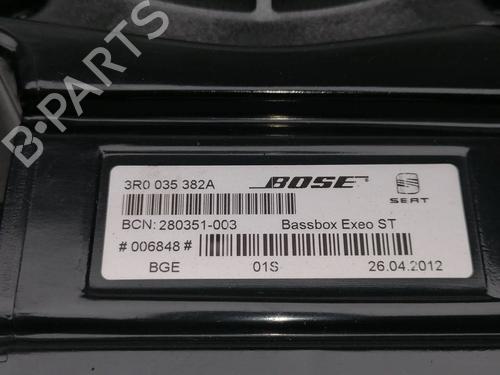 B-PARTS
3R0 035 382A
BOSE
SEAT
BCN: 280351-003
Bassbox Exeo ST
# 006848 #
BGE
01S
26.04.2012